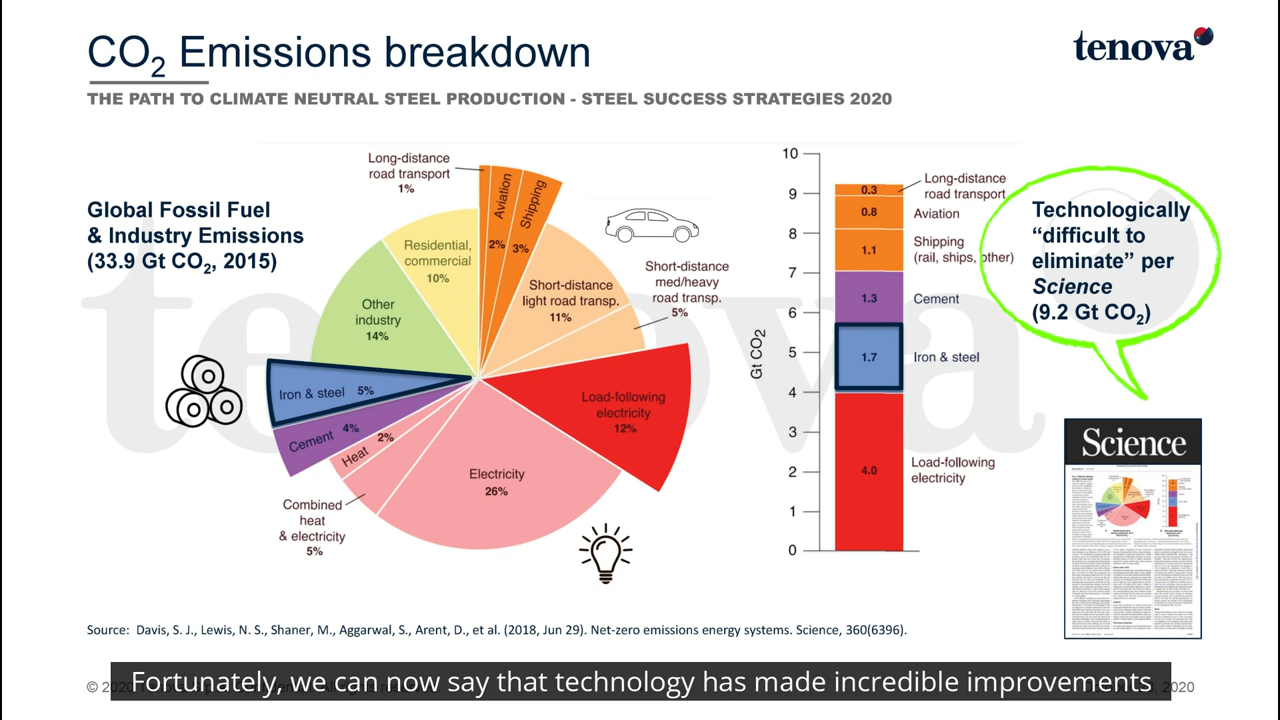 CO2 Emissions breakdown
tenova
THE PATH TO CLIMATE NEUTRAL STEEL PRODUCTION - STEEL SUCCESS STRATEGIES 2020
Global Fossil Fuel
& Industry Emissions
(33.9 Gt CO2, 2015)
Long-distance
road transport
1%
Aviation
2%
Shipping
3%
Short-distance
light road transp.
11%
Short-distance
med/heavy
road transp.
5%
Load-following
electricity
12%
Electricity
26%
Combined
heat
& electricity
5%
Heat 2%
Cement 4%
Iron & steel 5%
Other
industry
14%
Residential,
commercial
10%
Gt CO2
10
9
8
7
6
5
4
3
2
1
0
0.3
Long-distance
road transport
0.8
Aviation
1.1
Shipping
(rail, ships, other)
1.3
Cement
1.7
Iron & steel
4.0
Load-following
electricity
Technologically
“difficult to
eliminate” per
Science
(9.2 Gt CO2)
Science
tenova
Source: Davis, S. J., Lewis, N. S., Shaner, M., Aggarwal, S. (2018, Jun 29). Net-zero emissions energy systems. Science, 360(6396).
Fortunately, we can now say that technology has made incredible improvements
© 2020
2020